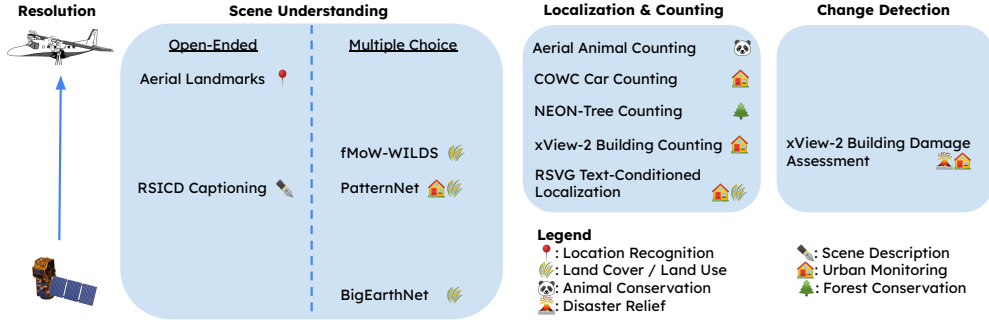 Resolution
Scene Understanding
Open-Ended
Multiple Choice
Aerial Landmarks
fMoW-WILDS
RSICD Captioning
PatternNet
BigEarthNet
Localization & Counting
Aerial Animal Counting
COWC Car Counting
NEON-Tree Counting
xView-2 Building Counting
RSVG Text-Conditioned
Localization
Change Detection
xView-2 Building Damage
Assessment
Legend
: Location Recognition
: Land Cover / Land Use
: Animal Conservation
: Disaster Relief
: Scene Description
: Urban Monitoring
: Forest Conservation